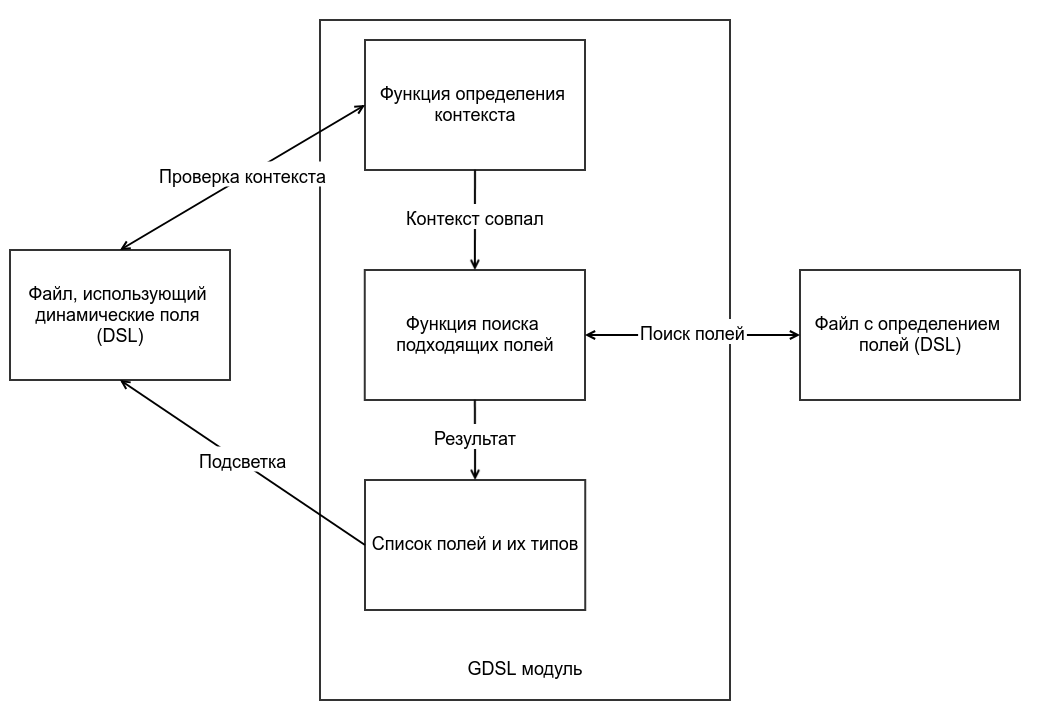 Функция определения
контекста
Проверка контекста
Контекст совпал
Файл, использующий
динамические поля
(DSL)
Функция поиска
подходящих полей
Поиск полей
Файл с определением
полей (DSL)
Результат
Подсветка
Список полей и их типов
GDSL модуль